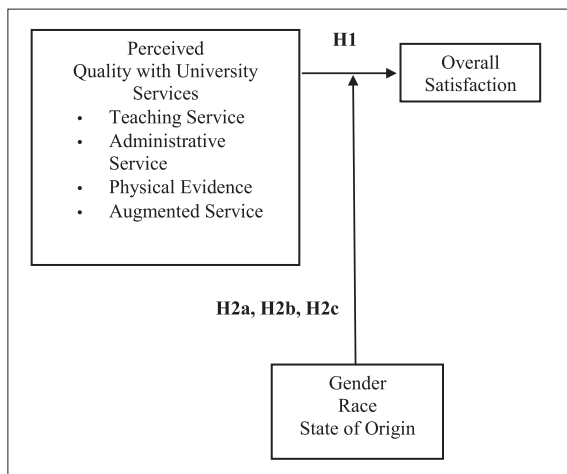 Perceived
Quality with University
Services
• Teaching Service
• Administrative
Service
• Physical Evidence
• Augmented Service
H1
Overall
Satisfaction
H2a, H2b, H2c
Gender
Race
State of Origin